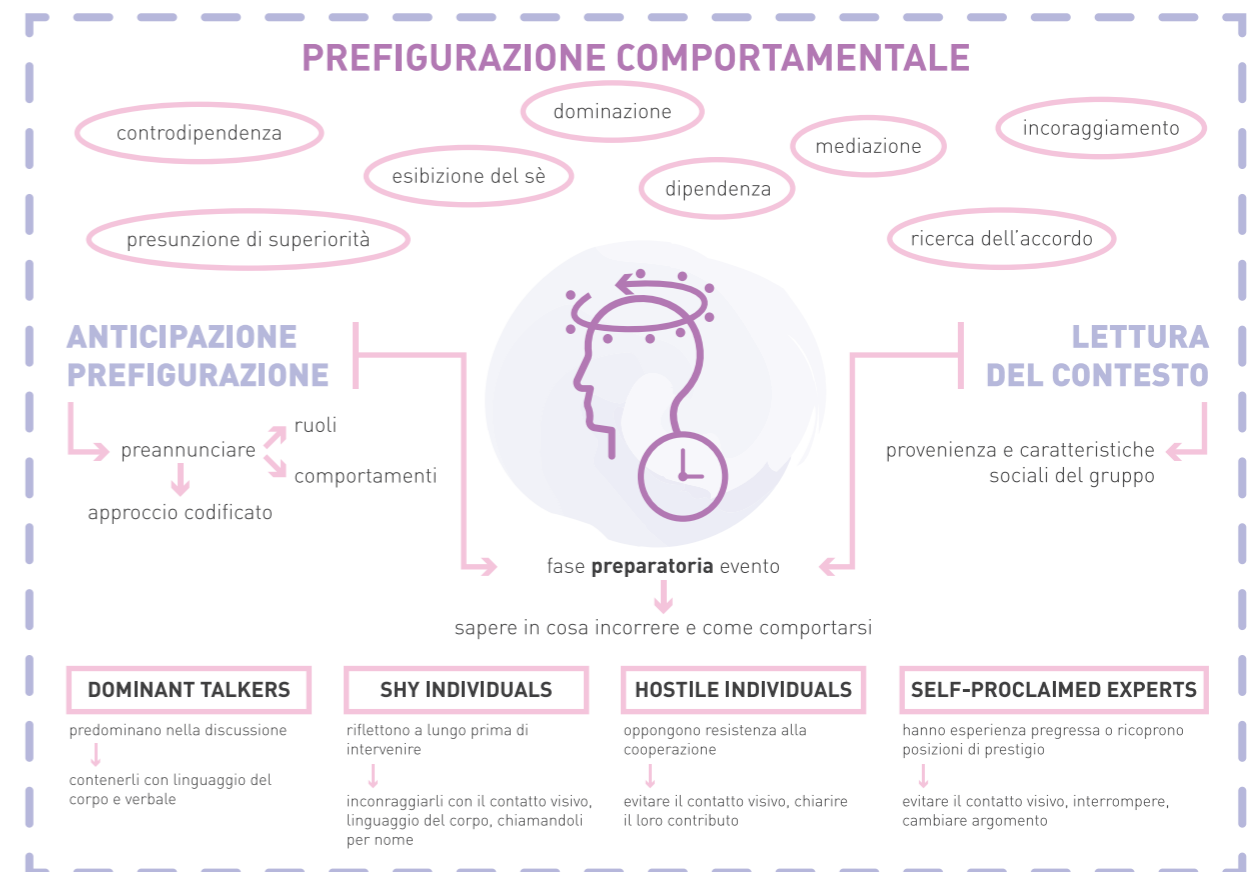 PREFIGURAZIONE COMPORTAMENTALE
controdipendenza
dominazione
incoraggiamento
mediazione
esibizione del sè
dipendenza
presunzione di superiorità
ricerca dell'accordo
ANTICIPAZIONE
PREFIGURAZIONE
LETTURA
DEL CONTESTO
preannunciare
ruoli
comportamenti
approccio codificato
provenienza e caratteristiche
sociali del gruppo
fase preparatoria evento
sapere in cosa incorrere e come comportarsi
DOMINANT TALKERS
predominano nella discussione
contenerli con linguaggio del
corpo e verbale
SHY INDIVIDUALS
riflettono a lungo prima di
intervenire
inconraggiarli con il contatto visivo,
linguaggio del corpo, chiamandoli
per nome
HOSTILE INDIVIDUALS
oppongono resistenza alla
cooperazione
evitare il contatto visivo, chiarire
il loro contributo
SELF-PROCLAIMED EXPERTS
hanno esperienza pregressa o ricoprono
posizioni di prestigio
evitare il contatto visivo, interrompere,
cambiare argomento